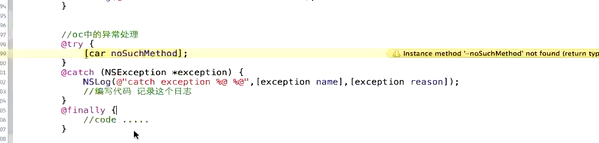 }
//oc中的异常处理
@try {
[car noSuchMethod];
Instance method '-noSuchMethod' not found (return typ
}
@catch (NSException *exception) {
NSLog(@"catch exception %@ %@",[exception name],[exception reason]);
//编写代码 记录这个日志
}
@finally {
//code .....
}